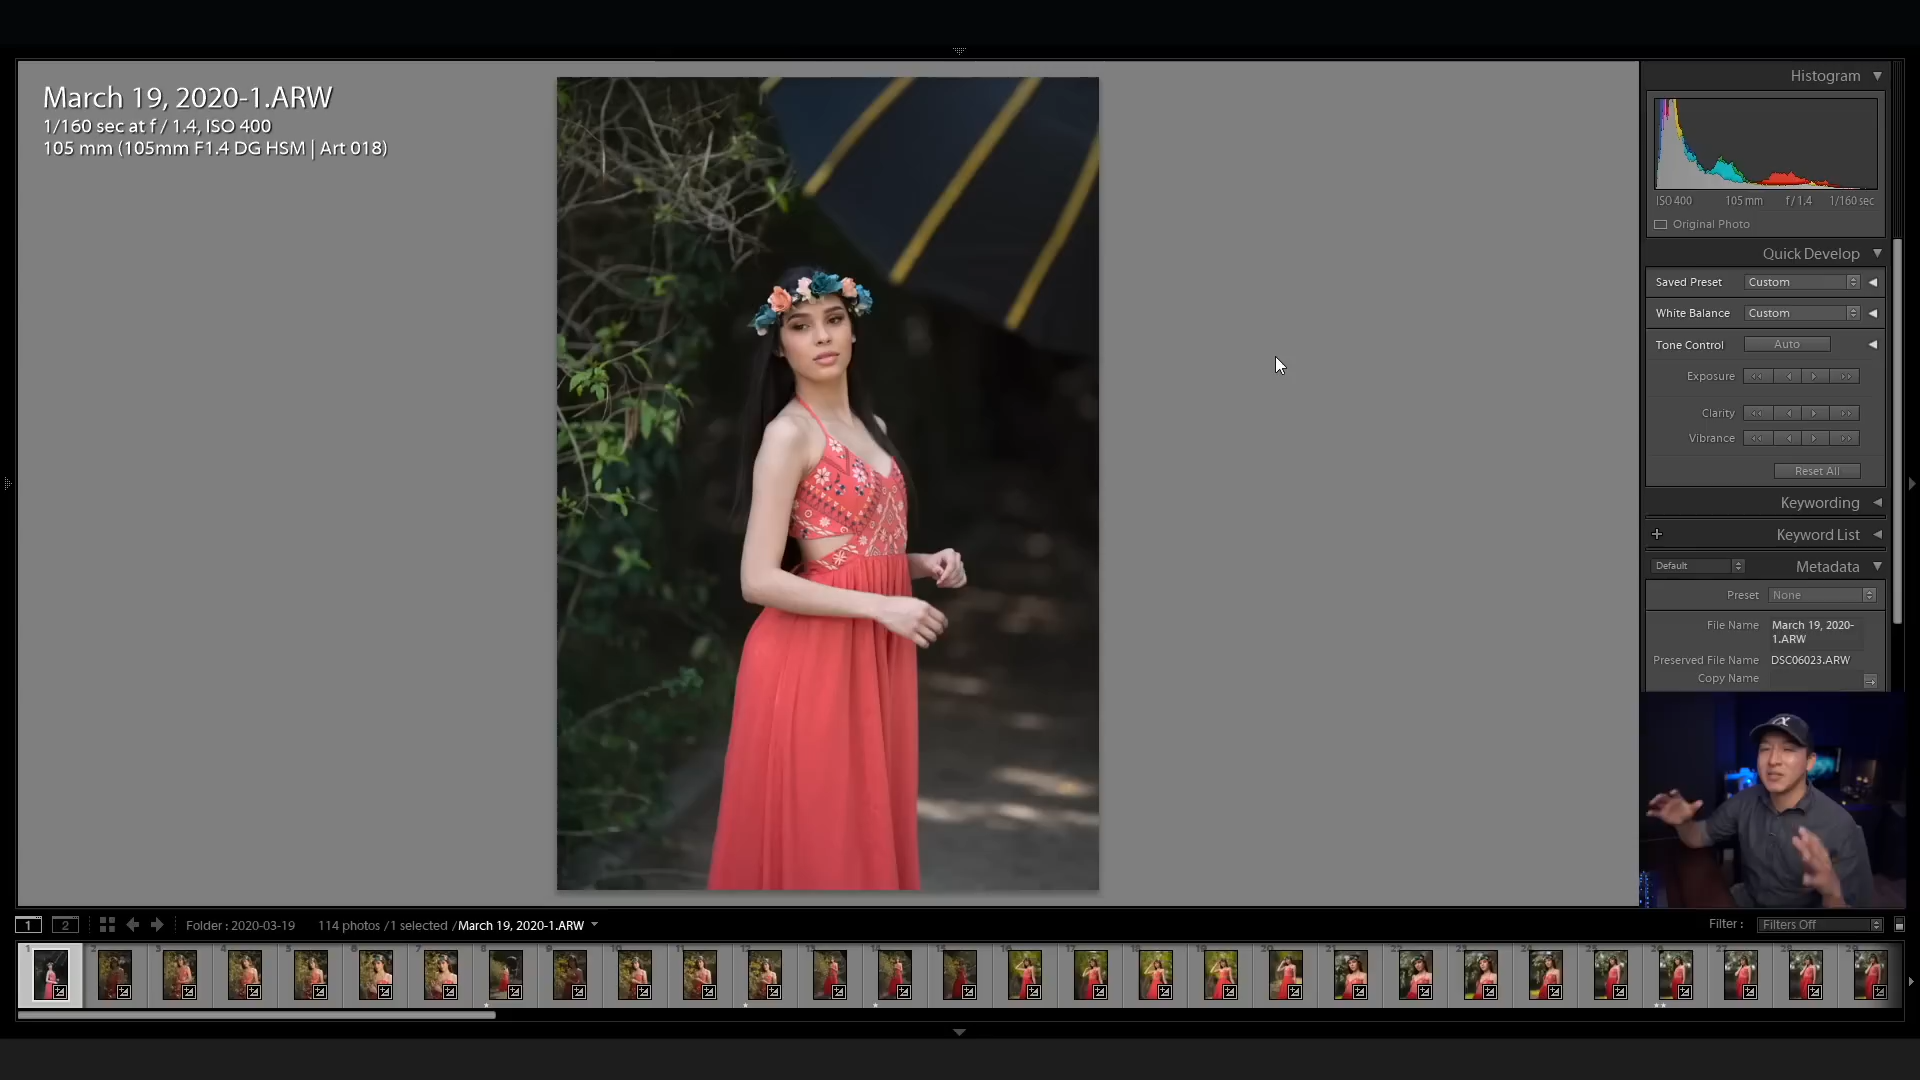 March 19, 2020-1.ARW
1/160 sec at f / 1.4, ISO 400
105 mm (105mm F1.4 DG HSM | Art 018)
Histogram
ISO 400 105 mm f / 1.4 1/160 sec
Original Photo
Quick Develop
Saved Preset Custom
White Balance Custom
Tone Control Auto
Exposure
Clarity
Vibrance
Reset All
Keywording
+ Keyword List
Default Metadata
Preset None
File Name March 19, 2020-
1.ARW
Preserved File Name DSC06023.ARW
Copy Name
1 2 Folder : 2020-03-19 114 photos / 1 selected / March 19, 2020-1.ARW Filter : Filters Off